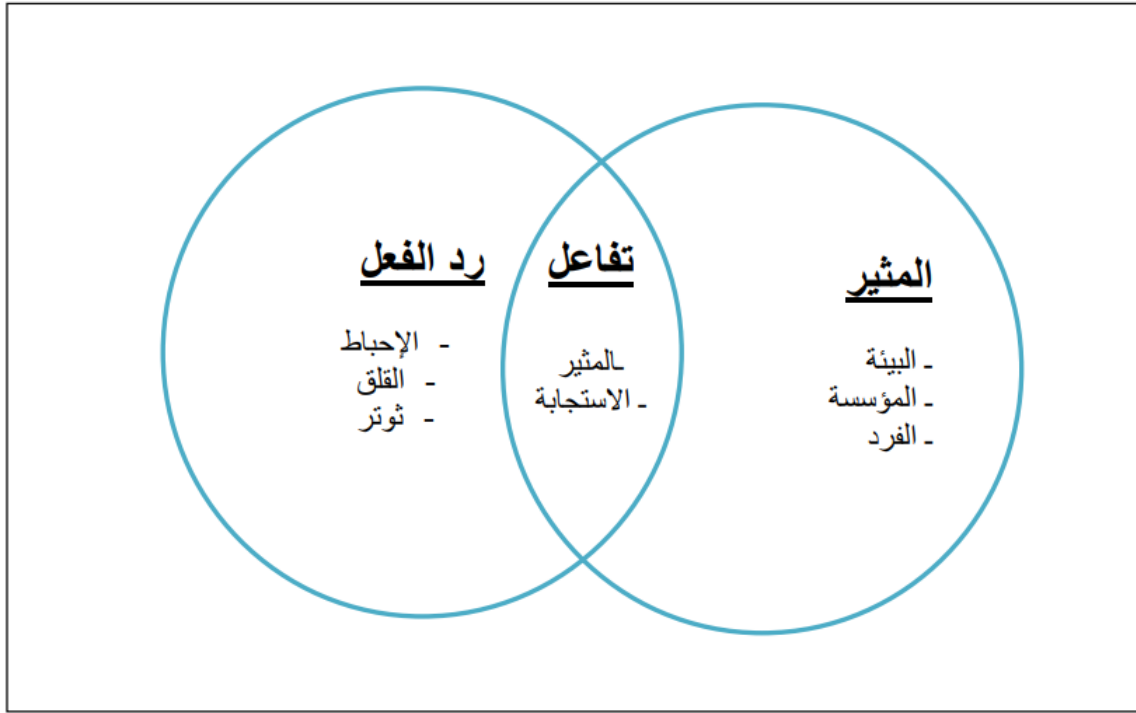 المثير
ـ البيئة
ـ المؤسسة
ـ الفرد
تفاعل
ـالمثير
ـ الاستجابة
رد الفعل
- الإحباط
- القلق
- ثوتر